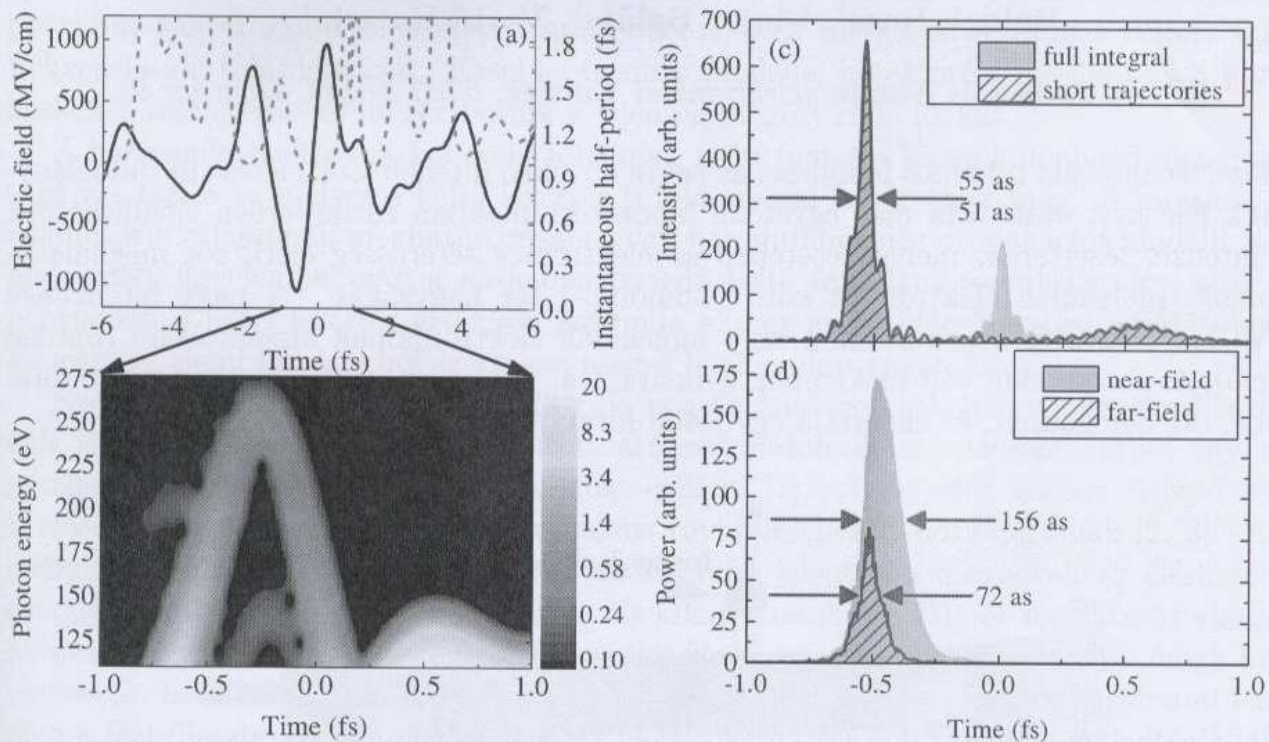 (a)
Electric field (MV/cm)
1000
500
0
-500
-1000
-6 -4 -2 0 2 4 6
Time (fs)
1.8
1.5
1.2
0.9
0.6
0.3
0.0
Instantaneous half-period (fs)
Photon energy (eV)
275
250
225
200
175
150
125
-1.0 -0.5 0.0 0.5 1.0
Time (fs)
20
8.3
3.4
1.4
0.58
0.24
0.10
(c)
Intensity (arb. units)
700
600
500
400
300
200
100
0
full integral
short trajectories
55 as
51 as
(d)
Power (arb. units)
175
150
125
100
75
50
25
0
near-field
far-field
156 as
72 as
-1.0 -0.5 0.0 0.5 1.0
Time (fs)